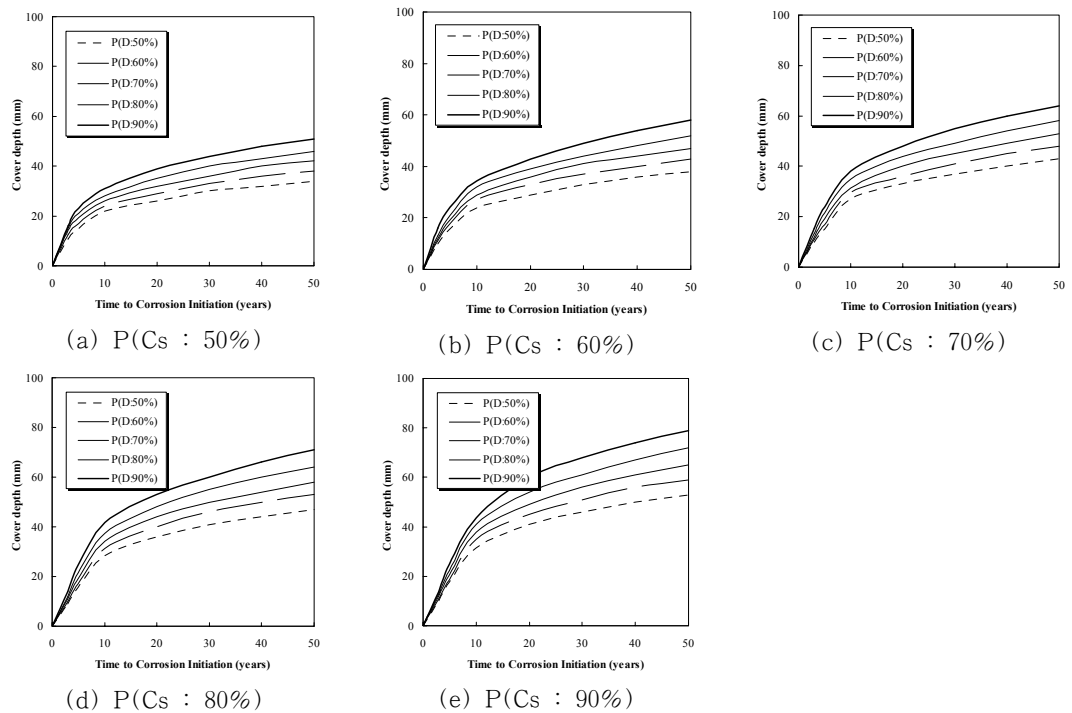 100
80
60
40
20
0
Cover depth (mm)
P(D:50%)
P(D:60%)
P(D:70%)
P(D:80%)
P(D:90%)
0 10 20 30 40 50
Time to Corrosion Initiation (years)
(a) P(Cs : 50%)
100
80
60
40
20
0
Cover depth (mm)
P(D:50%)
P(D:60%)
P(D:70%)
P(D:80%)
P(D:90%)
0 10 20 30 40 50
Time to Corrosion Initiation (years)
(b) P(Cs : 60%)
100
80
60
40
20
0
Cover depth (mm)
P(D:50%)
P(D:60%)
P(D:70%)
P(D:80%)
P(D:90%)
0 10 20 30 40 50
Time to Corrosion Initiation (years)
(c) P(Cs : 70%)
100
80
60
40
20
0
Cover depth (mm)
P(D:50%)
P(D:60%)
P(D:70%)
P(D:80%)
P(D:90%)
0 10 20 30 40 50
Time to Corrosion Initiation (years)
(d) P(Cs : 80%)
100
80
60
40
20
0
Cover depth (mm)
P(D:50%)
P(D:60%)
P(D:70%)
P(D:80%)
P(D:90%)
0 10 20 30 40 50
Time to Corrosion Initiation (years)
(e) P(Cs : 90%)